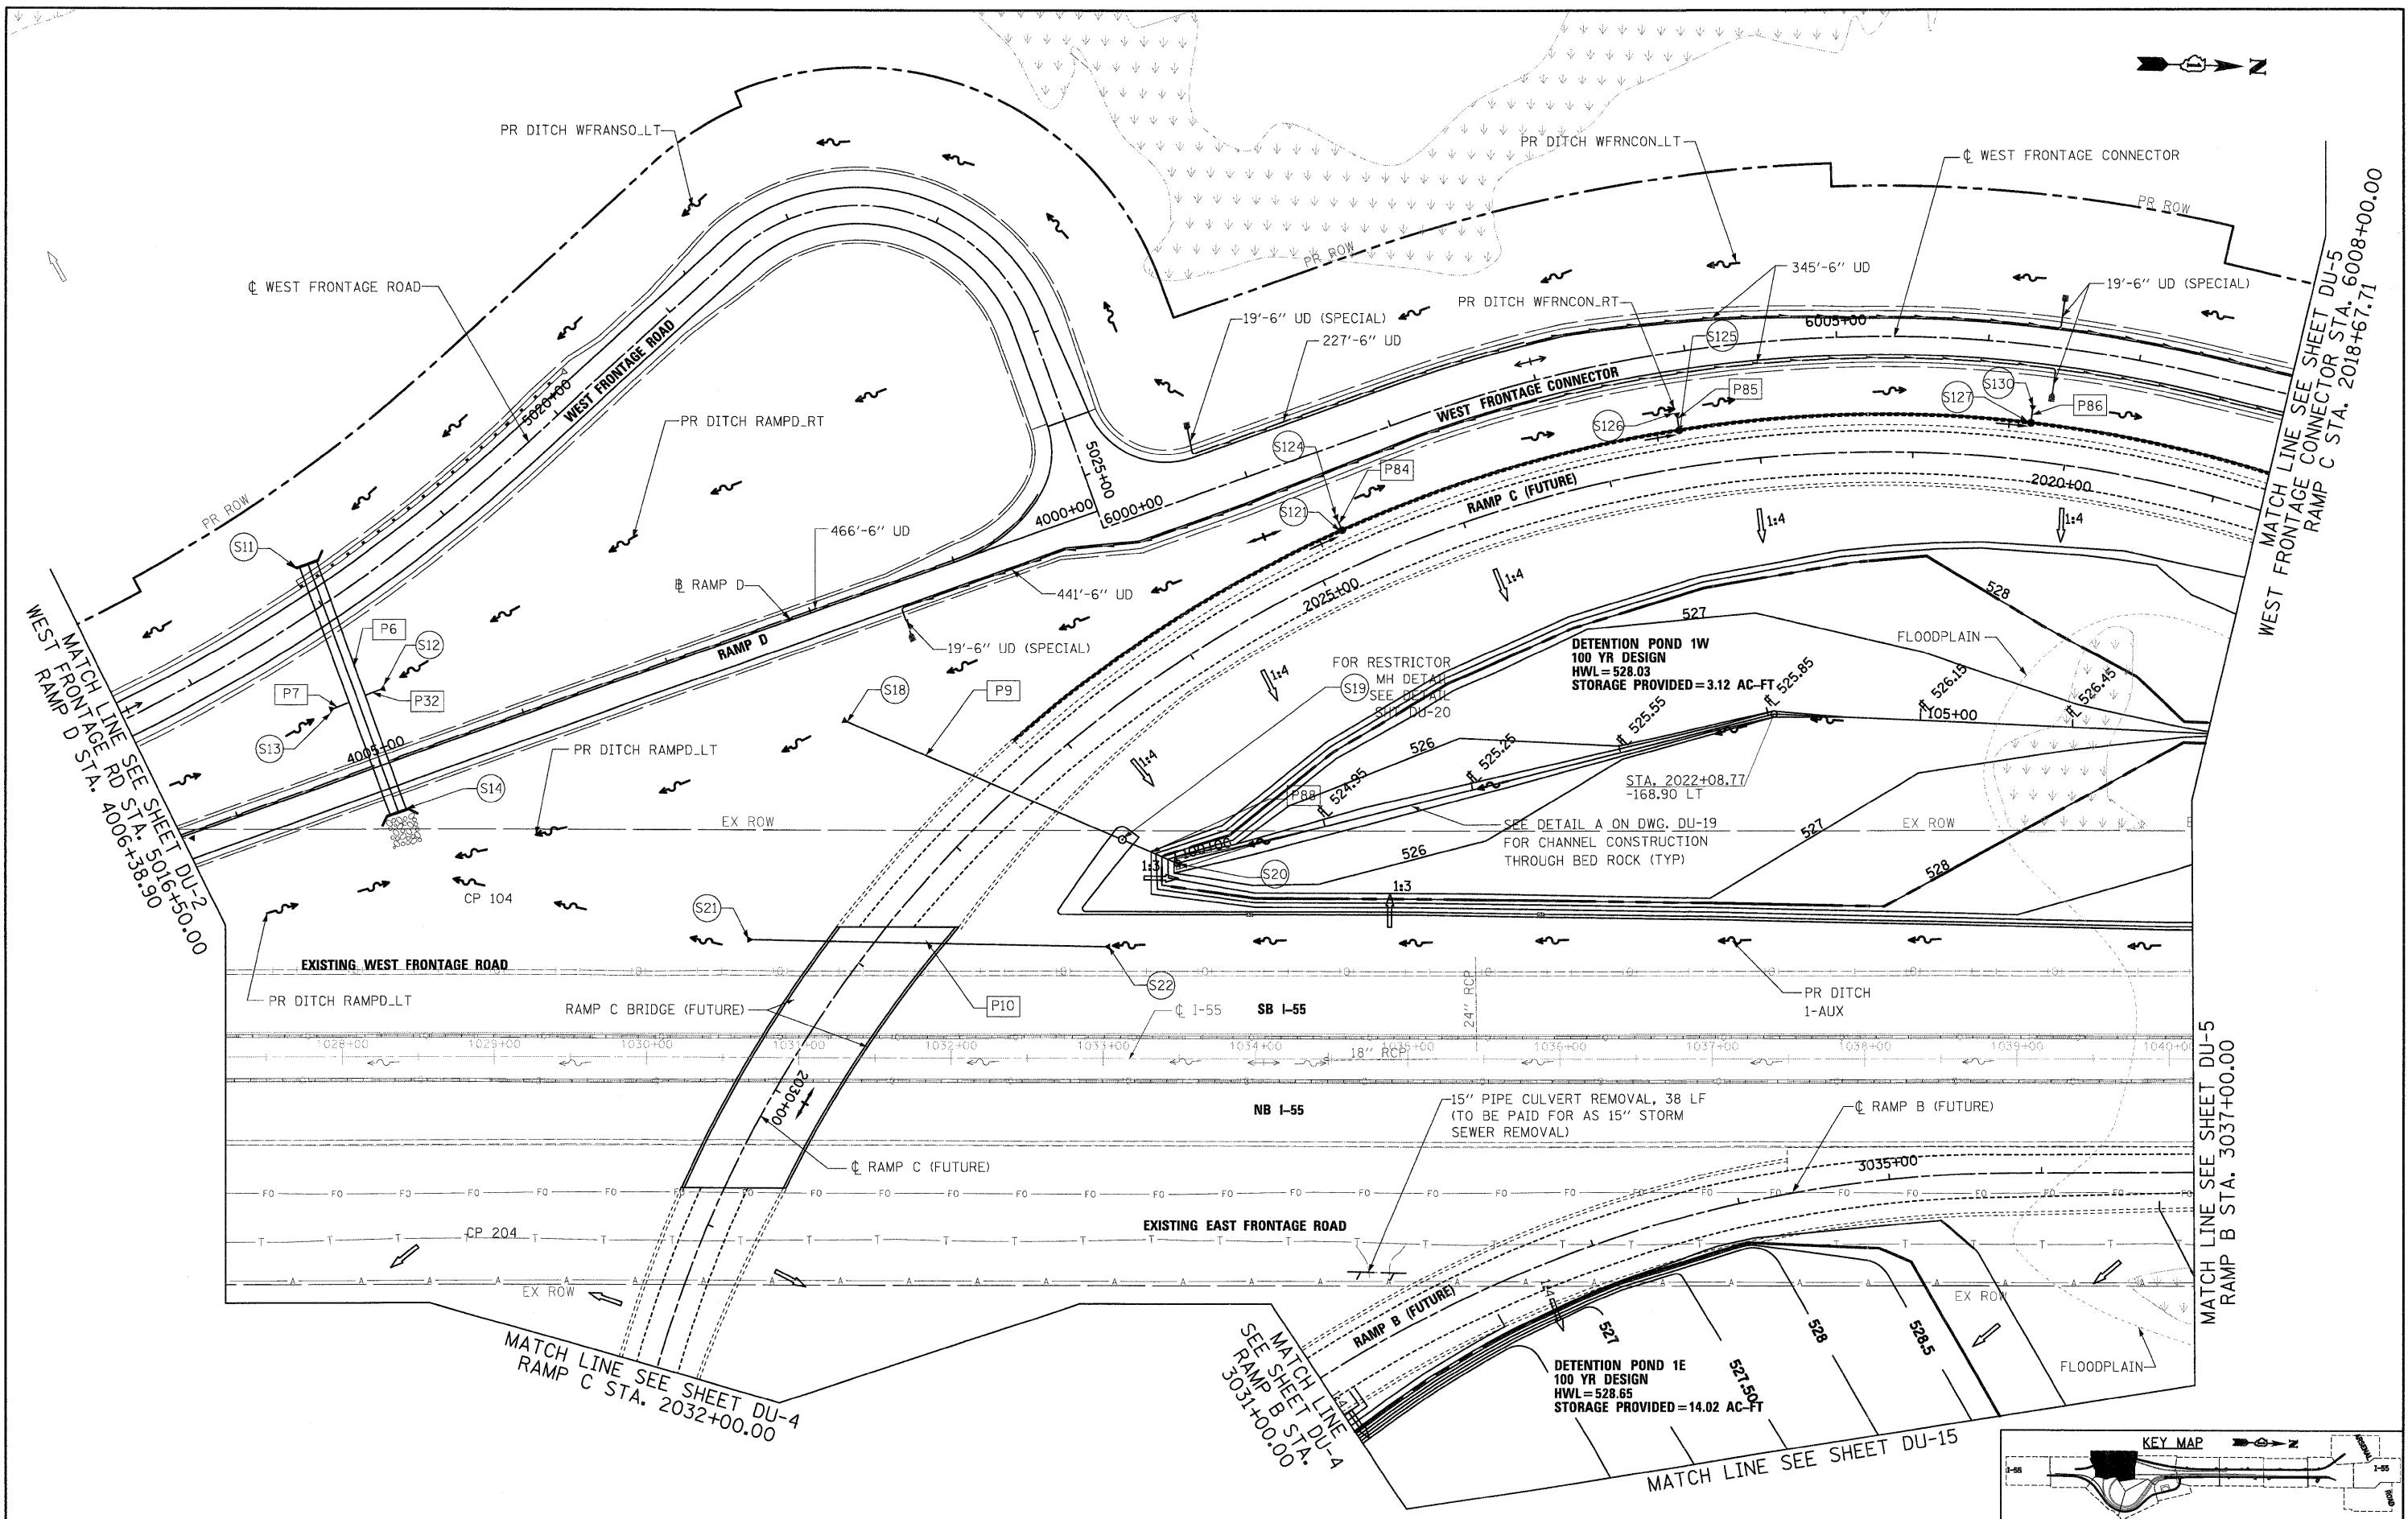 N
PR DITCH WFRANSO_LT
PR DITCH WFRNCON_LT
℄ WEST FRONTAGE CONNECTOR
PR ROW
℄ WEST FRONTAGE ROAD
PR ROW
345'-6" UD
19'-6" UD (SPECIAL)
PR DITCH WFRNCON_RT
19'-6" UD (SPECIAL)
227'-6" UD
6005+00
S125
WEST FRONTAGE ROAD
5020+00
WEST FRONTAGE CONNECTOR
P85
S130
S127
P86
S126
PR DITCH RAMPD_RT
S124
P84
5025+00
S121
RAMP C (FUTURE)
2020+00
MATCH LINE SEE SHEET DU-5
WEST FRONTAGE CONNECTOR STA. 6008+00.00
RAMP C STA. 2018+67.71
PR ROW
4000+00
6000+00
1:4
1:4
S11
466'-6" UD
℄ RAMP D
441'-6" UD
2025+00
1:4
528
527
FLOODPLAIN
DETENTION POND 1W
100 YR DESIGN
HWL=528.03
STORAGE PROVIDED=3.12 AC-FT
P6
S12
RAMP D
19'-6" UD (SPECIAL)
P7
P32
S13
S18
P9
1:4
FOR RESTRICTOR
MH DETAIL
SEE DETAIL
SHT DU-20
S19
525.85
526.15
526.45
105+00
525.55
526
525.25
4005+00
PR DITCH RAMPD_LT
1:4
STA. 2022+08.77
-168.90 LT
S14
P88
524.95
EX ROW
SEE DETAIL A ON DWG. DU-19
FOR CHANNEL CONSTRUCTION
THROUGH BED ROCK (TYP)
527
EX ROW
100+00
526
1:3
S20
528
1:3
MATCH LINE SEE SHEET DU-2
WEST FRONTAGE RD STA. 5016+50.00
RAMP D STA. 4006+38.90
CP 104
S21
EXISTING WEST FRONTAGE ROAD
PR DITCH RAMPD_LT
S22
P10
RAMP C BRIDGE (FUTURE)
℄ I-55
SB I-55
24" RCP
PR DITCH
1-AUX
1028+00
1029+00
1030+00
1031+00
1032+00
1033+00
1034+00
1035+00
1036+00
1037+00
1038+00
1039+00
1040+00
18" RCP
2030+00
NB I-55
15" PIPE CULVERT REMOVAL, 38 LF
(TO BE PAID FOR AS 15" STORM
SEWER REMOVAL)
℄ RAMP B (FUTURE)
℄ RAMP C (FUTURE)
3035+00
MATCH LINE SEE SHEET DU-5
RAMP B STA. 3037+00.00
CP 204
EXISTING EAST FRONTAGE ROAD
EX ROW
EX ROW
RAMP B (FUTURE)
1:4
527
527.50
528
528.5
MATCH LINE SEE SHEET DU-4
RAMP C STA. 2032+00.00
MATCH LINE
SEE SHEET DU-4
RAMP B STA.
3031+00.00
DETENTION POND 1E
100 YR DESIGN
HWL=528.65
STORAGE PROVIDED=14.02 AC-FT
FLOODPLAIN
MATCH LINE SEE SHEET DU-15
KEY MAP
N
I-55
I-55
ROAD